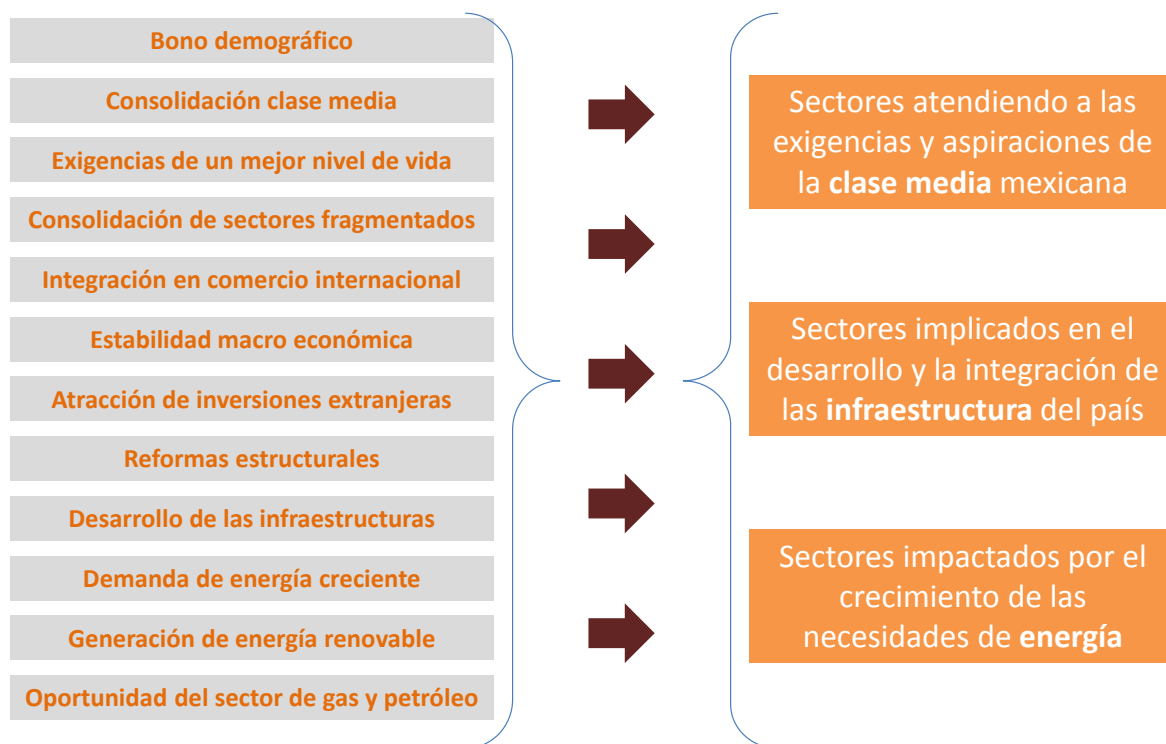 Bono demográfico
Consolidación clase media
Exigencias de un mejor nivel de vida
Consolidación de sectores fragmentados
Integración en comercio internacional
Estabilidad macro económica
Atracción de inversiones extranjeras
Reformas estructurales
Desarrollo de las infraestructuras
Demanda de energía creciente
Generación de energía renovable
Oportunidad del sector de gas y petróleo
Sectores atendiendo a las
exigencias y aspiraciones de
la clase media mexicana
Sectores implicados en el
desarrollo y la integración de
las infraestructura del país
Sectores impactados por el
crecimiento de las
necesidades de energía